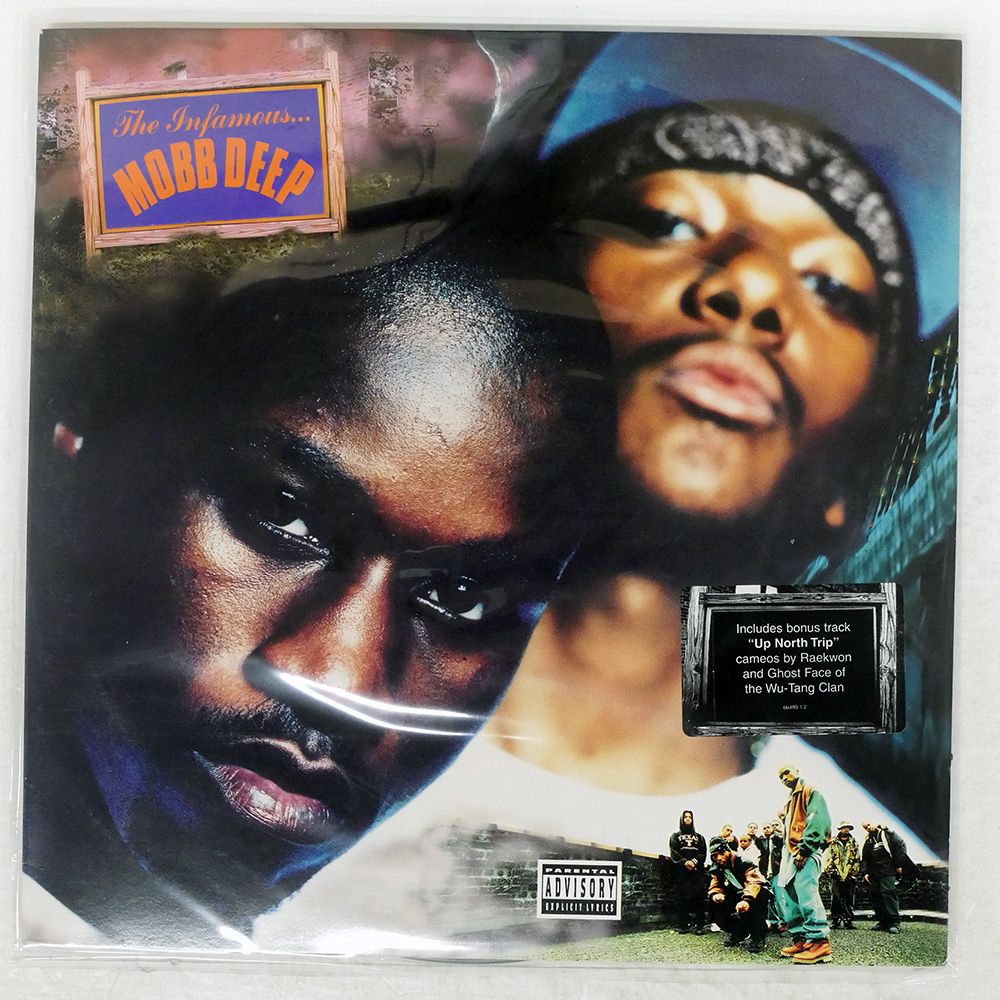 The Infamous...
MOBB DEEP
Includes bonus track
“Up North Trip”
cameos by Raekwon
and Ghost Face of
the Wu-Tang Clan
TEXAS
PARENTAL
ADVISORY
EXPLICIT LYRICS